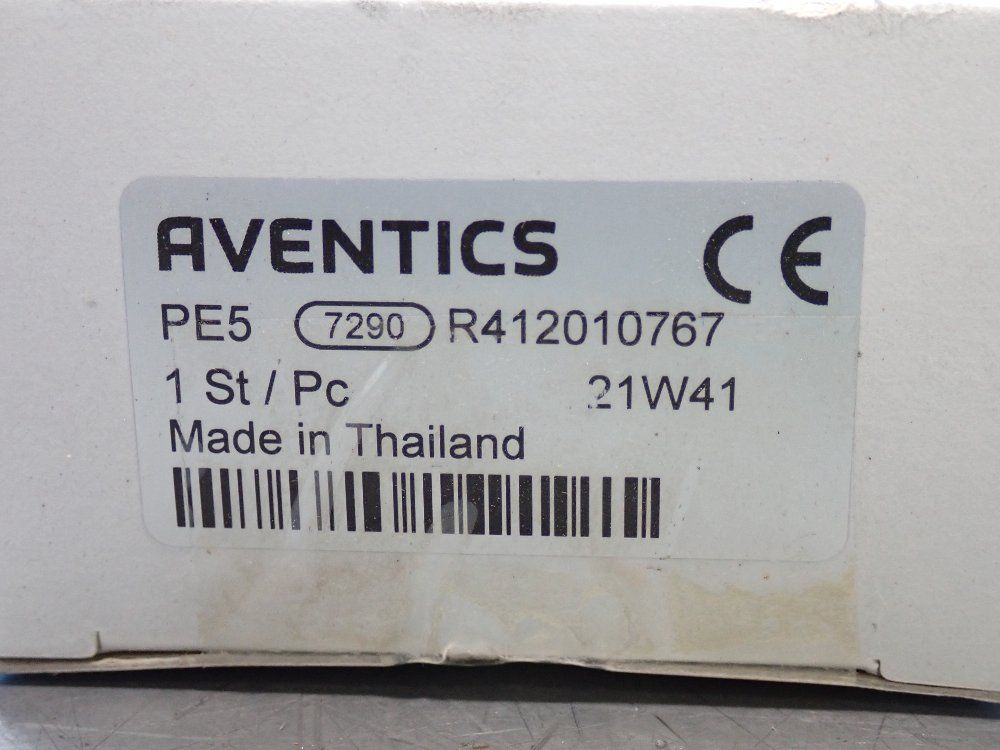 AVENTICS CE
PE5 7290 R412010767
1 St / Pc 21W41
Made in Thailand